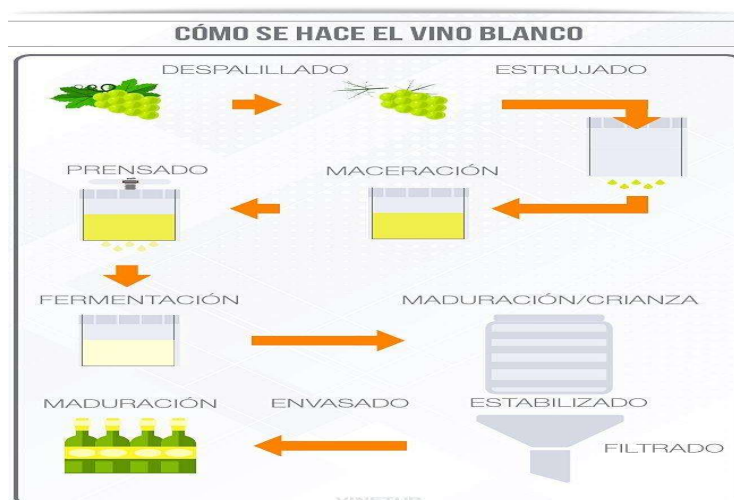 CÓMO SE HACE EL VINO BLANCO
DESPALILLADO
ESTRUJADO
PRENSADO
MACERACIÓN
FERMENTACIÓN
MADURACIÓN/CRIANZA
MADURACIÓN
ENVASADO
ESTABILIZADO
FILTRADO